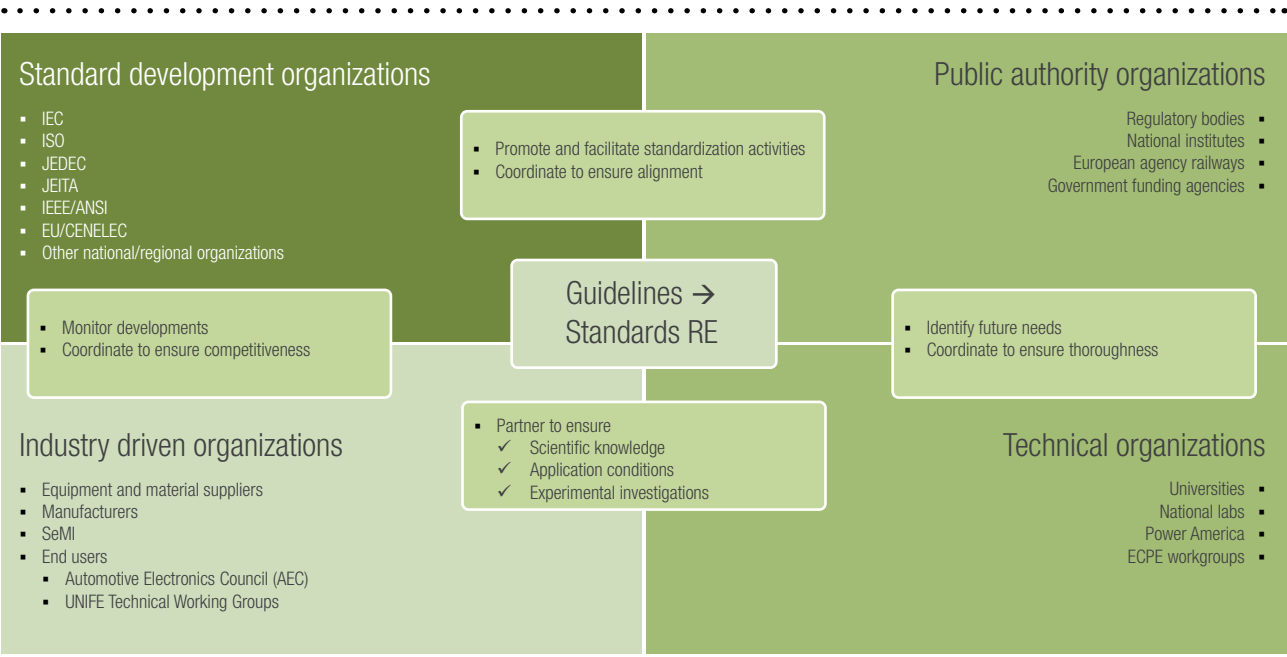 Standard development organizations
▪ IEC
▪ ISO
▪ JEDEC
▪ JEITA
▪ IEEE/ANSI
▪ EU/CENELEC
▪ Other national/regional organizations
Public authority organizations
Regulatory bodies ▪
National institutes ▪
European agency railways ▪
Government funding agencies ▪
▪ Promote and facilitate standardization activities
▪ Coordinate to ensure alignment
Guidelines →
Standards RE
▪ Monitor developments
▪ Coordinate to ensure competitiveness
▪ Identify future needs
▪ Coordinate to ensure thoroughness
▪ Partner to ensure
✓ Scientific knowledge
✓ Application conditions
✓ Experimental investigations
Industry driven organizations
▪ Equipment and material suppliers
▪ Manufacturers
▪ SeMI
▪ End users
▪ Automotive Electronics Council (AEC)
▪ UNIFE Technical Working Groups
Technical organizations
Universities ▪
National labs ▪
Power America ▪
ECPE workgroups ▪